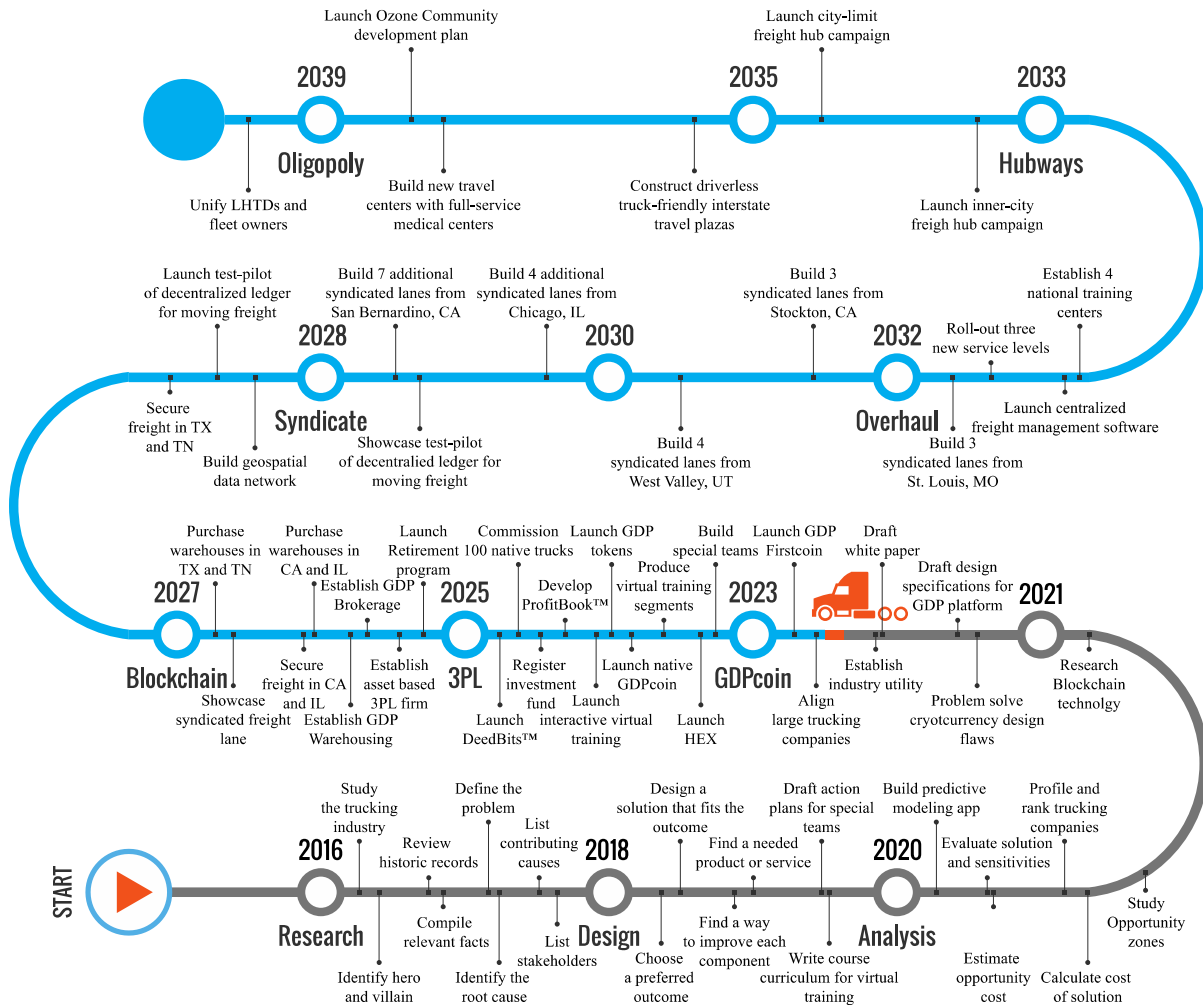 Launch Ozone Community
development plan
Launch city-limit
freight hub campaign
2039
2035
2033
Oligopoly
Hubways
Unify LHTDs and
fleet owners
Build new travel
centers with full-service
medical centers
Construct driverless
truck-friendly interstate
travel plazas
Launch inner-city
freigh hub campaign
Launch test-pilot
of decentralized ledger
for moving freight
Build 7 additional
syndicated lanes from
San Bernardino, CA
Build 4 additional
syndicated lanes from
Chicago, IL
Build 3
syndicated lanes from
Stockton, CA
Roll-out three
new service levels
Establish 4
national training
centers
2028
2030
2032
Syndicate
Overhaul
Secure
freight in TX
and TN
Build geospatial
data network
Showcase test-pilot
of decentralied ledger for
moving freight
Build 4
syndicated lanes from
West Valley, UT
Build 3
syndicated lanes from
St. Louis, MO
Launch centralized
freight management software
Purchase
warehouses in
TX and TN
Purchase
warehouses in
CA and IL
Establish GDP
Brokerage
Launch
Retirement
program
Commission
100 native trucks
Develop
ProfitBook™
Launch GDP
tokens
Produce
virtual training
segments
Build
special teams
Launch GDP
Firstcoin
Draft
white paper
Draft design
specifications for
GDP platform
2027
2025
2023
2021
Blockchain
3PL
GDPcoin
Showcase
syndicated freight
lane
Secure
freight in CA
and IL
Establish GDP
Warehousing
Establish
asset based
3PL firm
Launch
DeedBits™
Register
investment
fund
Launch
interactive virtual
training
Launch native
GDPcoin
Launch
HEX
Align
large trucking
companies
Establish
industry utility
Problem solve
cryotcurrency design
flaws
Research
Blockchain
technolgy
Study
the trucking
industry
Review
historic records
Define the
problem
List
contributing
causes
Design a
solution that fits the
outcome
Find a needed
product or service
Draft action
plans for special
teams
Build predictive
modeling app
Evaluate solution
and sensitivities
Profile and
rank trucking
companies
START
2016
2018
2020
Research
Design
Analysis
Identify hero
and villain
Compile
relevant facts
Identify the
root cause
List
stakeholders
Choose
a preferred
outcome
Find a way
to improve each
component
Write course
curriculum for virtual
training
Estimate
opportunity
cost
Calculate cost
of solution
Study
Opportunity
zones